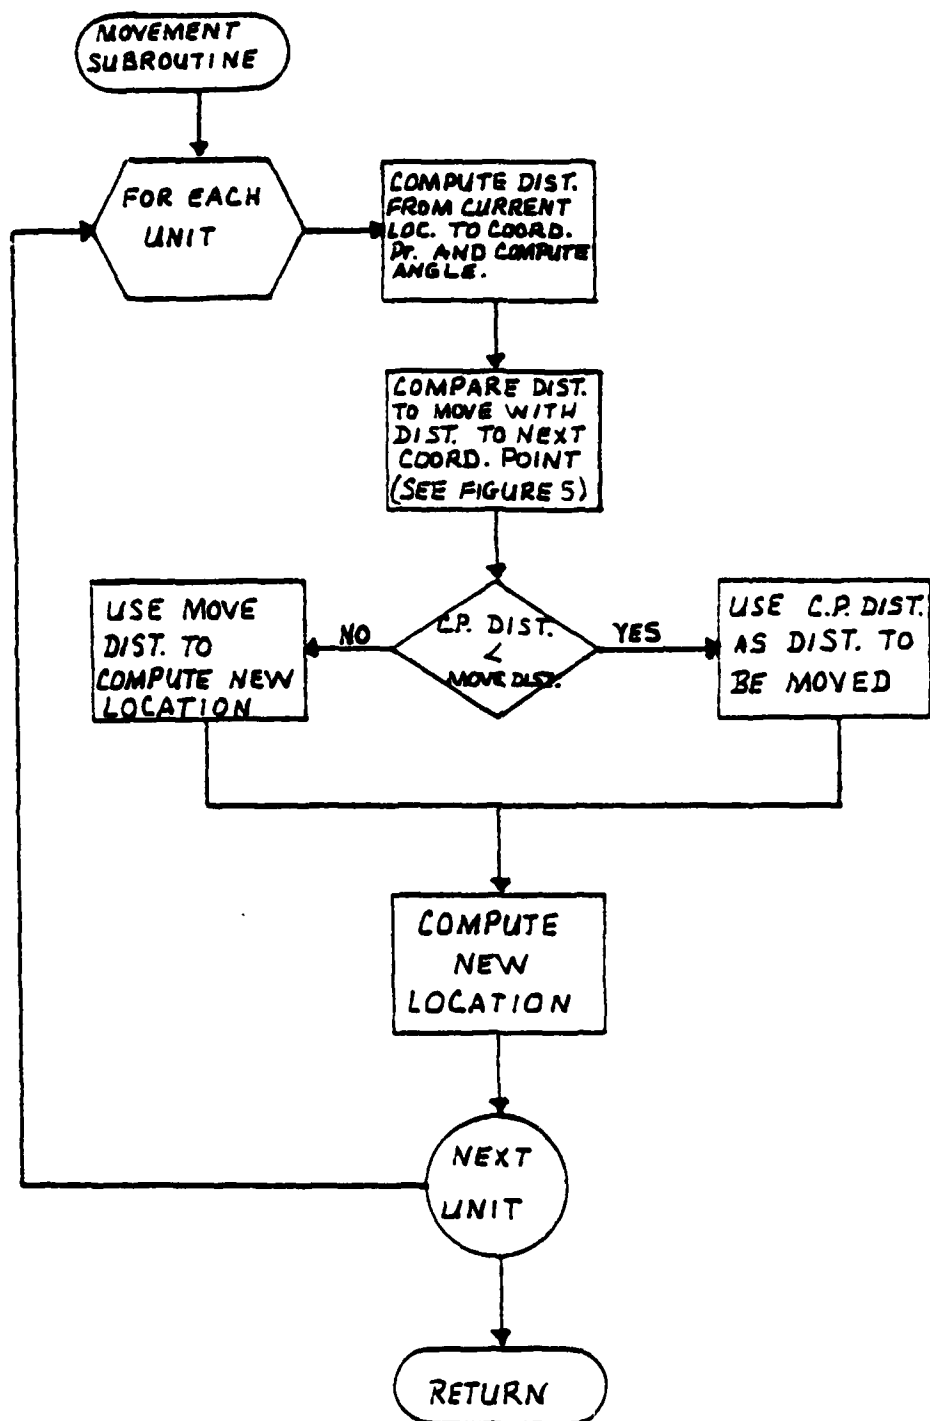 MOVEMENT
SUBROUTINE
FOR EACH
UNIT
COMPUTE DIST.
FROM CURRENT
LOC. TO COORD.
PT. AND COMPUTE
ANGLE.
COMPARE DIST.
TO MOVE WITH
DIST. TO NEXT
COORD. POINT
(SEE FIGURE 5)
C.P. DIST.
<
MOVE DIST.
NO
YES
USE MOVE
DIST. TO
COMPUTE NEW
LOCATION
USE C.P. DIST.
AS DIST. TO
BE MOVED
COMPUTE
NEW
LOCATION
NEXT
UNIT
RETURN